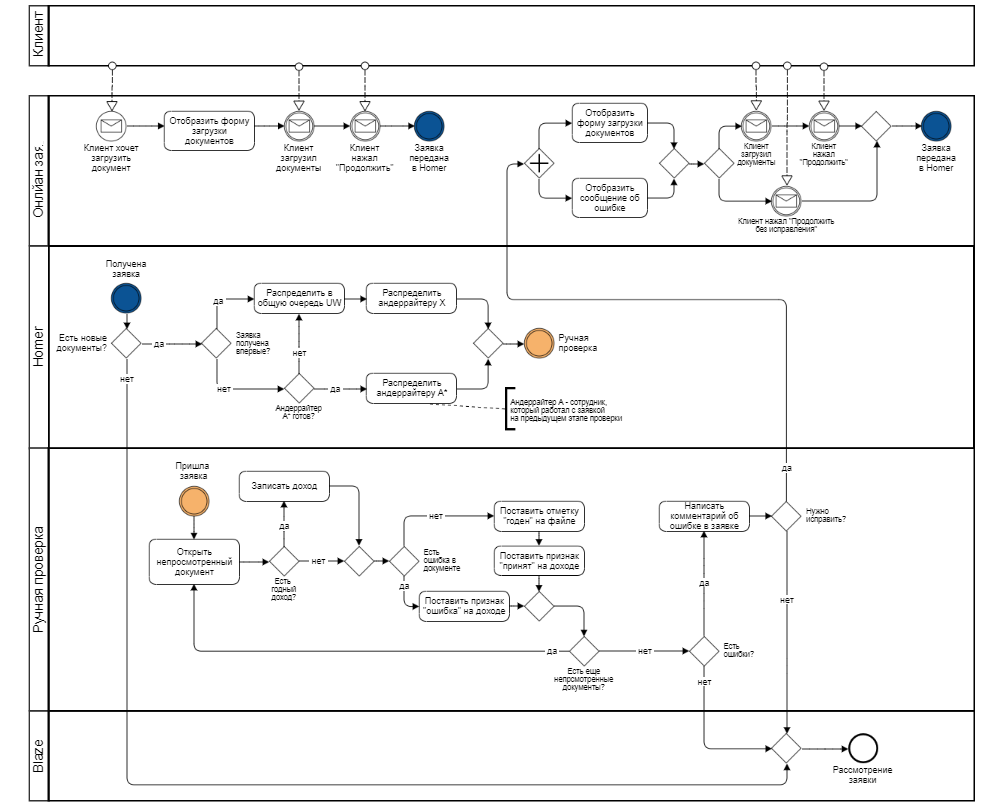 Клиент
Онлйан зая.
Клиент хочет
загрузить
документ
Отобразить форму
загрузки
документов
Клиент
загрузил
документы
Клиент
нажал
"Продолжить"
Заявка
передана
в Homer
Отобразить
форму загрузки
документов
Отобразить
сообщение об
ошибке
Клиент
загрузил
документы
Клиент
нажал
"Продолжить"
Клиент нажал "Продолжить
без исправления"
Заявка
передана
в Homer
Homer
Получена
заявка
Есть новые
документы?
да
нет
Заявка
получена
впервые?
да
нет
Распределить в
общую очередь UW
Распределить
андеррайтеру X
нет
Андеррайтер
А* готов?
да
Распределить
андеррайтеру А*
Ручная
проверка
Андеррайтер А - сотрудник,
который работал с заявкой
на предыдущем этапе проверки
Ручная проверка
Пришла
заявка
Открыть
непросмотренный
документ
Записать доход
да
Есть
годный
доход?
нет
Есть
ошибка в
документе
нет
да
Поставить отметку
"годен" на файле
Поставить признак
"принят" на доходе
Поставить признак
"ошибка" на доходе
да
Есть еще
непрсмотренные
документы?
нет
Есть
ошибки?
да
нет
Написать
комментарий об
ошибке в заявке
да
Нужно
исправить?
нет
Blaze
Рассмотрение
заявки